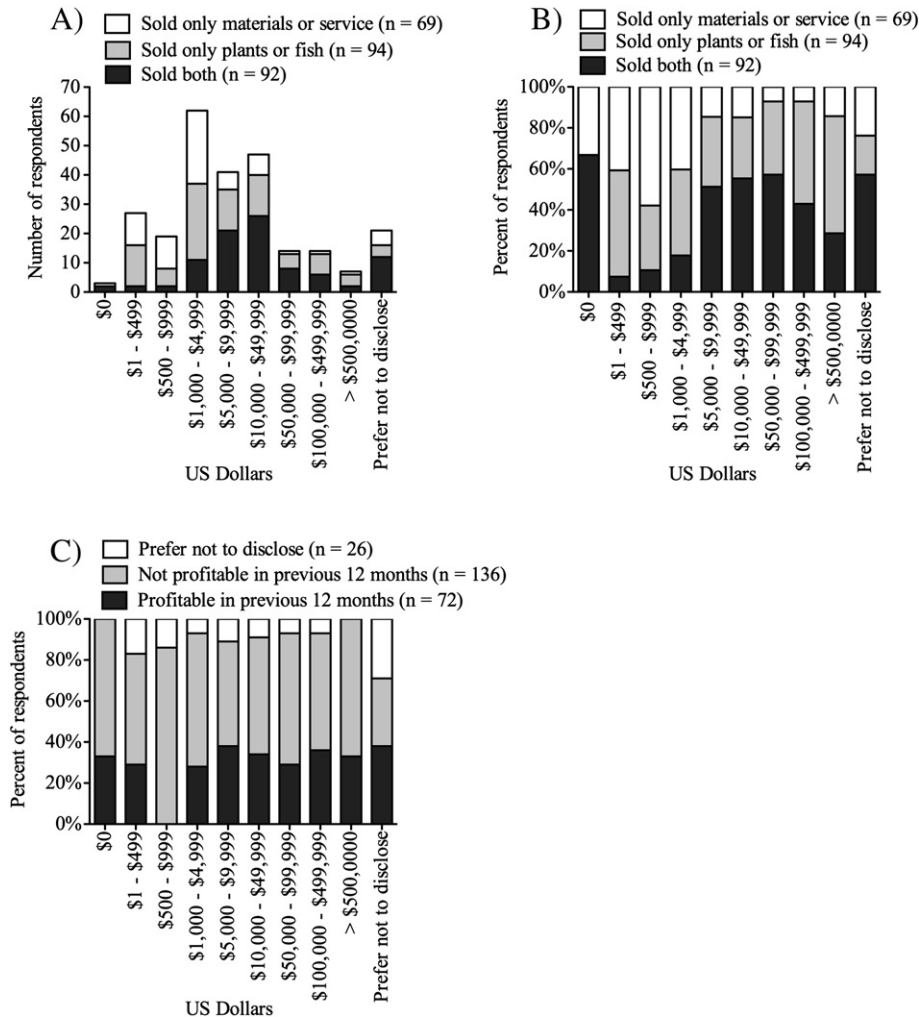 A)
Sold only materials or service (n = 69)
Sold only plants or fish (n = 94)
Sold both (n = 92)
Number of respondents
70
60
50
40
30
20
10
0
$0
$1 - $499
$500 - $999
$1,000 - $4,999
$5,000 - $9,999
$10,000 - $49,999
$50,000 - $99,999
$100,000 - $499,999
> $500,0000
Prefer not to disclose
US Dollars
B)
Sold only materials or service (n = 69)
Sold only plants or fish (n = 94)
Sold both (n = 92)
Percent of respondents
100%
80%
60%
40%
20%
0%
$0
$1 - $499
$500 - $999
$1,000 - $4,999
$5,000 - $9,999
$10,000 - $49,999
$50,000 - $99,999
$100,000 - $499,999
> $500,0000
Prefer not to disclose
US Dollars
C)
Prefer not to disclose (n = 26)
Not profitable in previous 12 months (n = 136)
Profitable in previous 12 months (n = 72)
Percent of respondents
100%
80%
60%
40%
20%
0%
$0
$1 - $499
$500 - $999
$1,000 - $4,999
$5,000 - $9,999
$10,000 - $49,999
$50,000 - $99,999
$100,000 - $499,999
> $500,0000
Prefer not to disclose
US Dollars